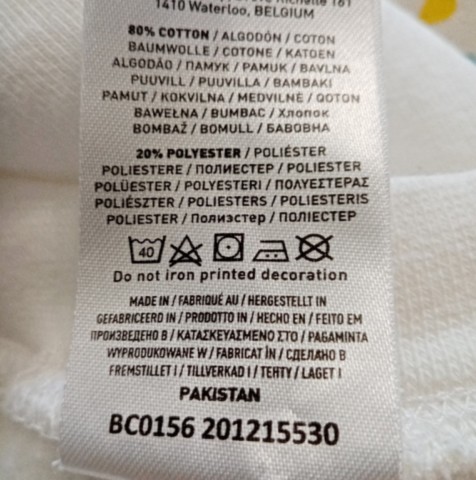 1410 Waterloo, BELGIUM
80% COTTON / ALGODÓN / COTON
BAUMWOLLE / COTONE / KATOEN
ALGODÃO / ПАМУК / PAMUK / BAVLNA
PUUVILL / PUUVILLA / BAMBAKI
PAMUT / KOKVILNA / MEDVILNĖ / QOTON
BAWEŁNA / BUMBAC / Хлопок
BOMBAŽ / BOMULL / БАВОВНА
20% POLYESTER / POLIÉSTER
POLIESTERE / ПОЛИЕСТЕР / POLIESTER
POLÜESTER / POLYESTERI / ΠΟΛΥΕΣΤΕΡΑΣ
POLIÉSZTER / POLIESTERS / POLIESTERIS
POLIESTER / Полиэстер / ПОЛІЕСТЕР
40
Do not iron printed decoration
MADE IN / FABRIQUÉ AU / HERGESTELLT IN
GEFABRICEERD IN / PRODOTTO IN / HECHO EN / FEITO EM
ПРОИЗВЕДЕНО В / ΚΑΤΑΣΚΕΥΑΣΜΕΝΟ ΣΤΟ / PAGAMINTA
WYPRODUKOWANE W / FABRICAT ÎN / СДЕЛАНО В
FREMSTILLET I / TILLVERKAD I / TEHTY / LAGET I
PAKISTAN
BC0156 201215530